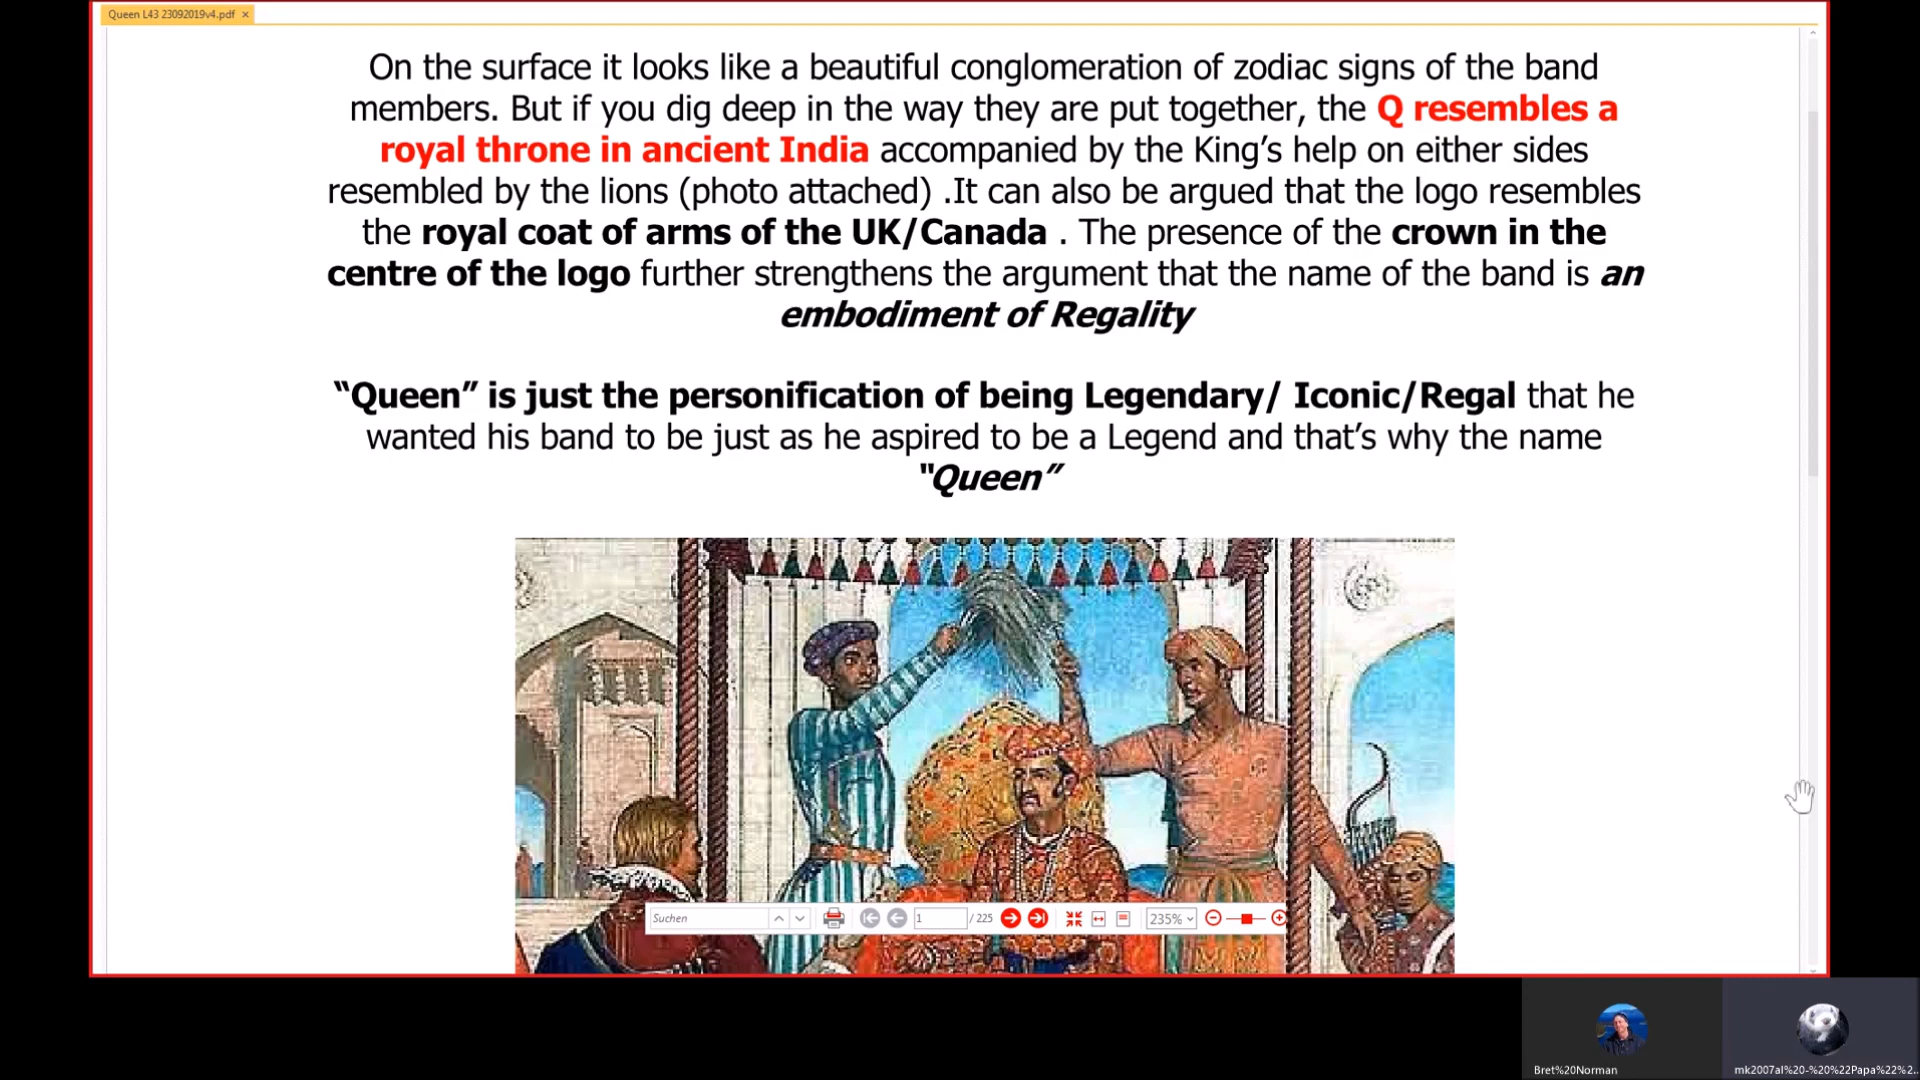 Queen L43 23092019v4.pdf ×
On the surface it looks like a beautiful conglomeration of zodiac signs of the band
members. But if you dig deep in the way they are put together, the Q resembles a
royal throne in ancient India accompanied by the King’s help on either sides
resembled by the lions (photo attached) .It can also be argued that the logo resembles
the royal coat of arms of the UK/Canada . The presence of the crown in the
centre of the logo further strengthens the argument that the name of the band is an
embodiment of Regality
“Queen” is just the personification of being Legendary/ Iconic/Regal that he
wanted his band to be just as he aspired to be a Legend and that’s why the name
“Queen”
Suchen 1 / 225 235%
Bret%20Norman
mk2007al%20-%20%22Papa%22%2...